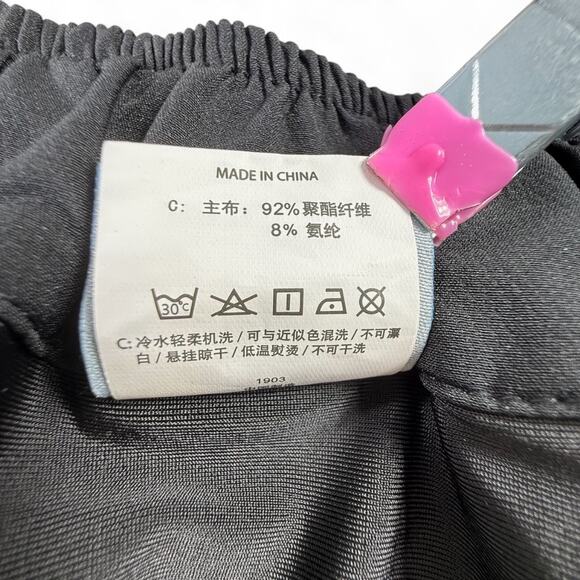 MADE IN CHINA
C: 主布: 92% 聚酯纤维
8% 氨纶
30°c
C: 冷水轻柔机洗 / 可与近似色混洗 / 不可漂
白 / 悬挂晾干 / 低温熨烫 / 不可干洗
1903